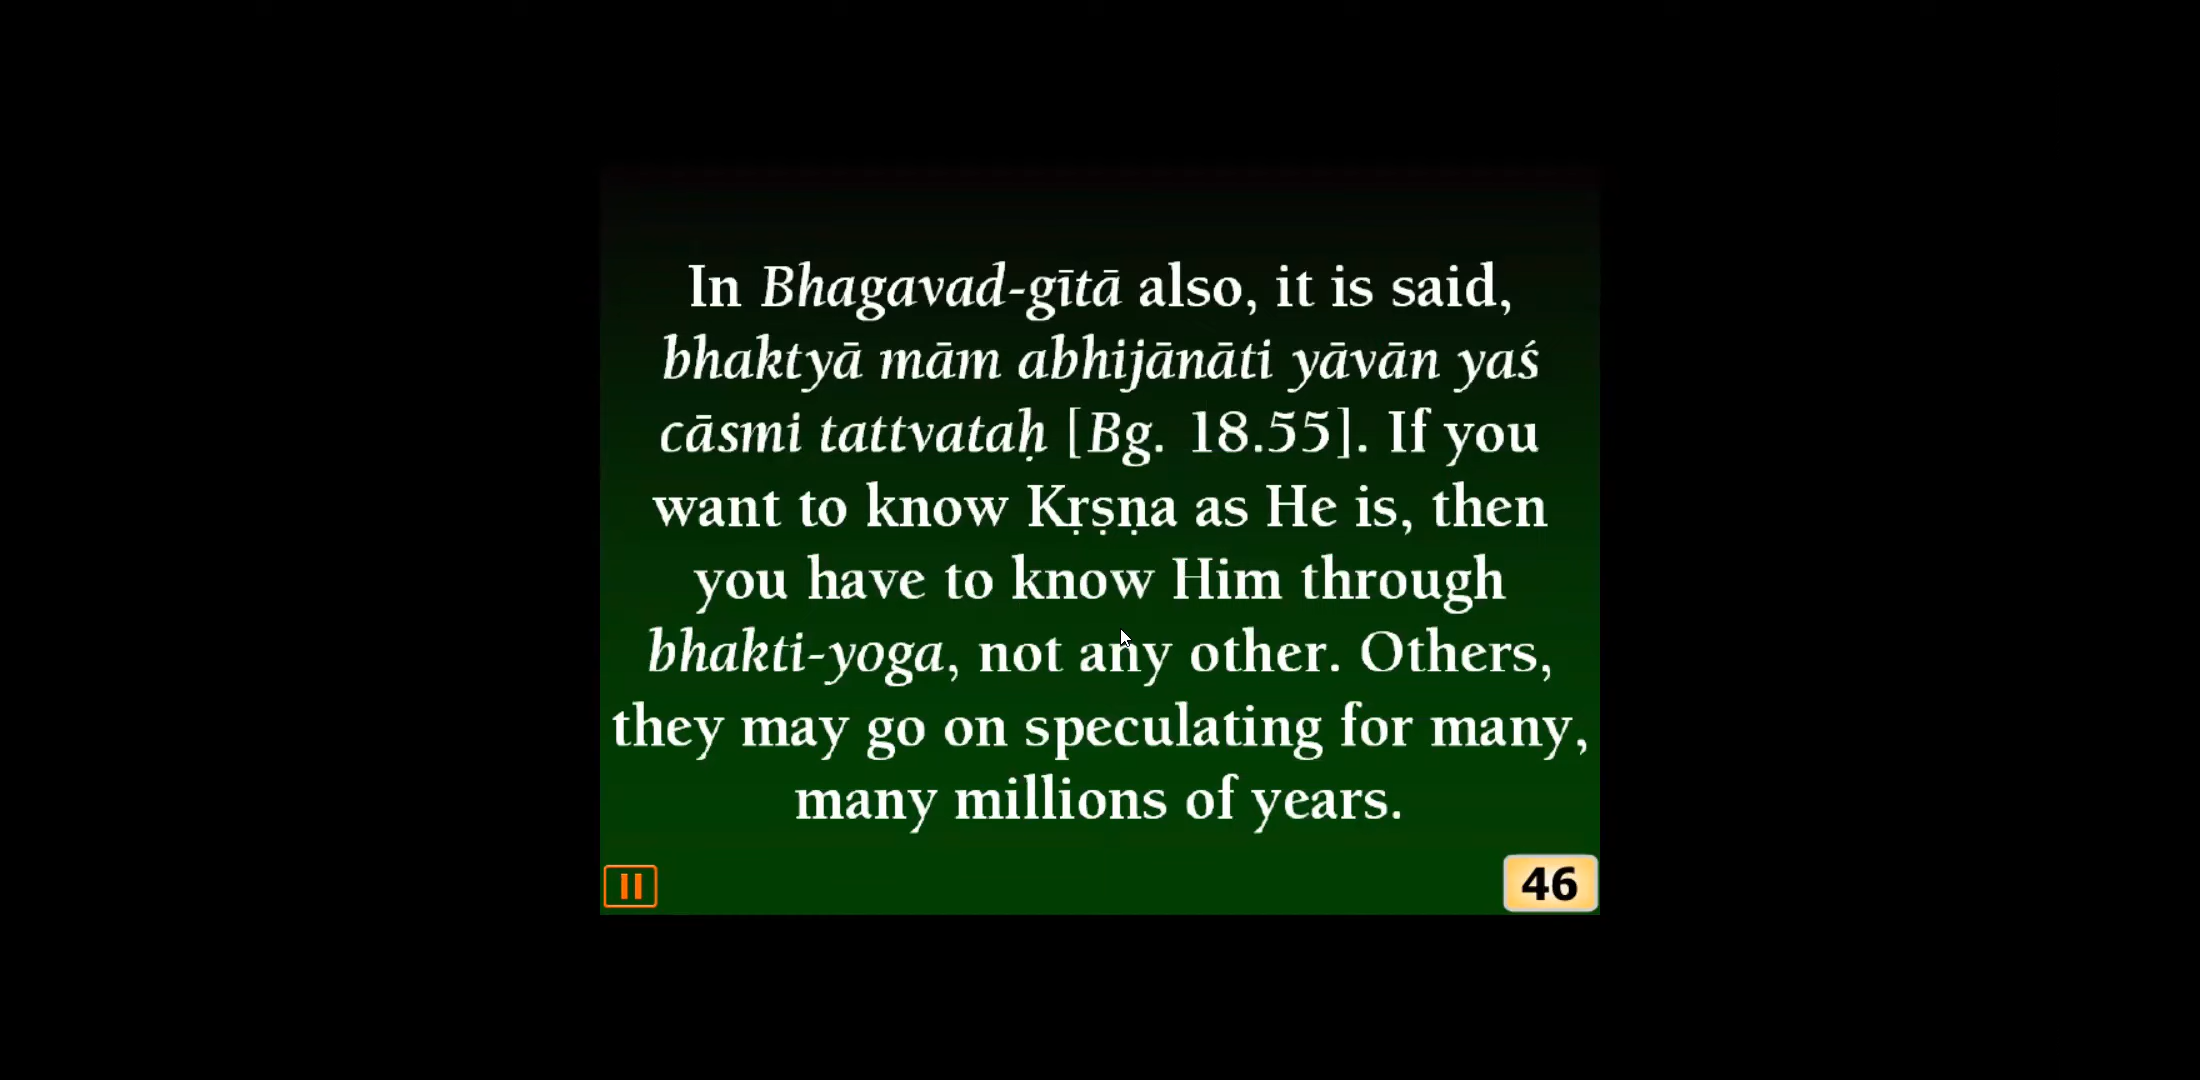 In Bhagavad-gītā also, it is said,
bhaktyā mām abhijānāti yāvān yaś
cāsmi tattvataḥ [Bg. 18.55]. If you
want to know Kṛṣṇa as He is, then
you have to know Him through
bhakti-yoga, not any other. Others,
they may go on speculating for many,
many millions of years.
46